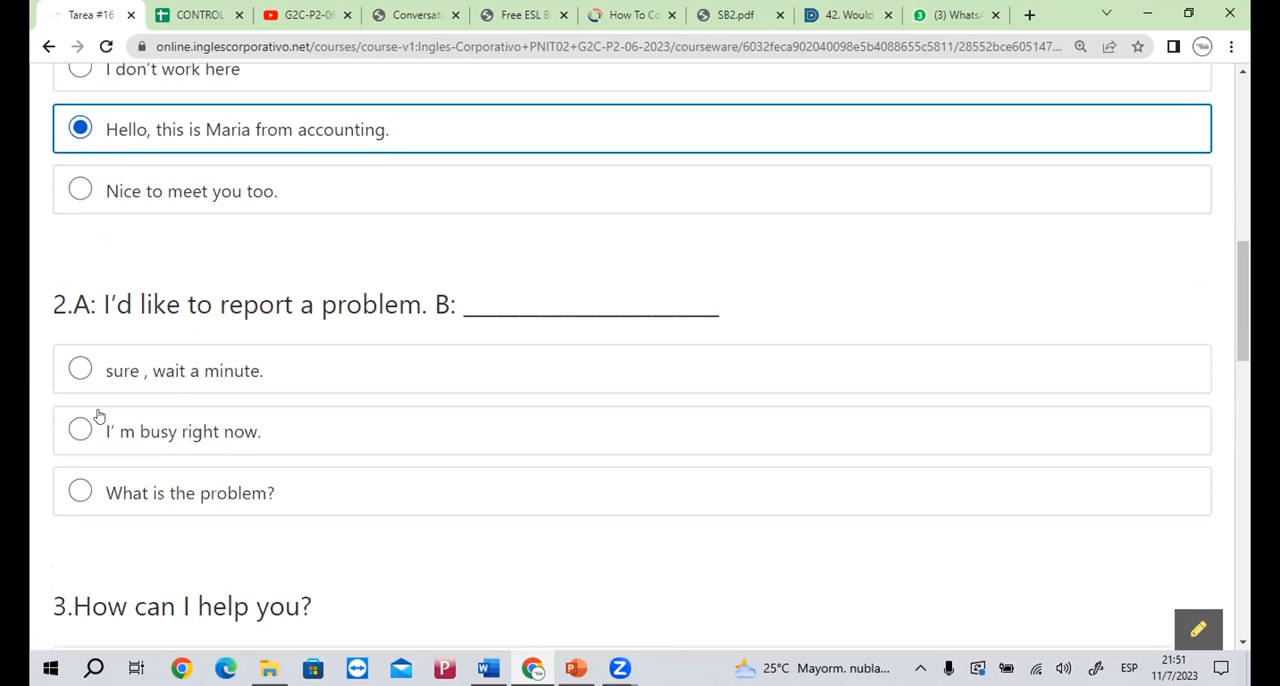 Tarea #16
CONTROL
G2C-P2-06
Conversat
Free ESL B
How To Co
SB2.pdf
42. Would
(3) Whats
online.inglescorporativo.net/courses/course-v1:Ingles-Corporativo+PNIT02+G2C-P2-06-2023/courseware/6032feca902040098e5b4088655c5811/28552bce605147...
I don't work here
Hello, this is Maria from accounting.
Nice to meet you too.
2.A: I'd like to report a problem. B: ______________________
sure , wait a minute.
I' m busy right now.
What is the problem?
3.How can I help you?
25°C Mayorm. nubla...
ESP
21:51
11/7/2023